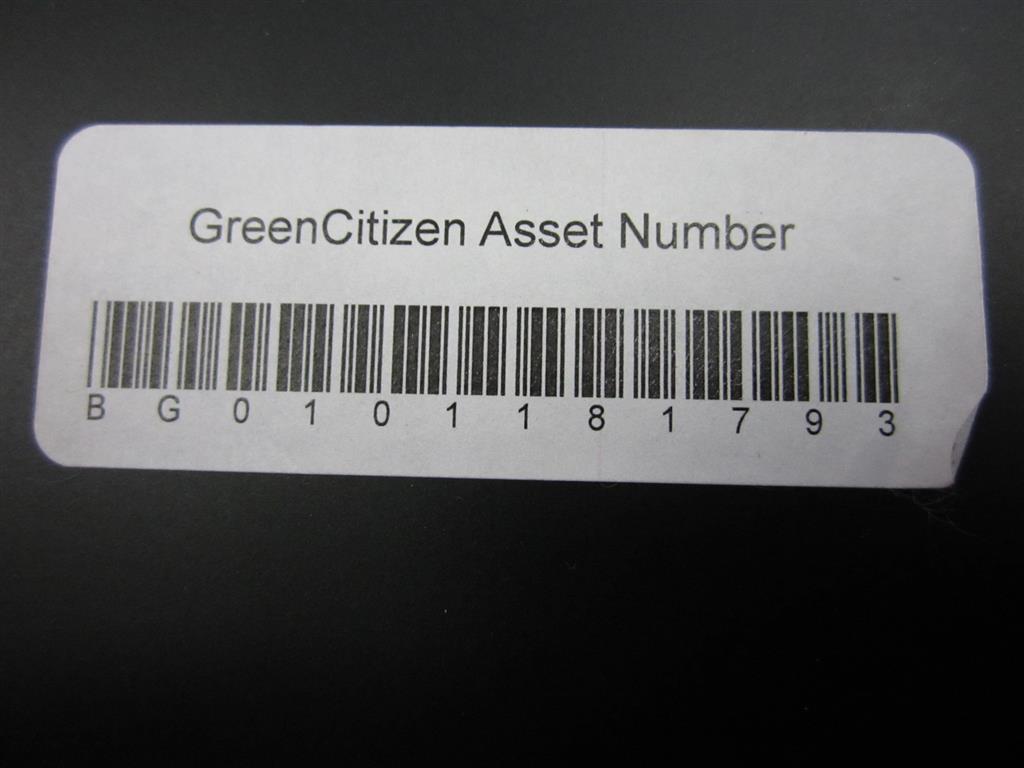 GreenCitizen Asset Number
B G 0 1 0 1 1 8 1 7 9 3